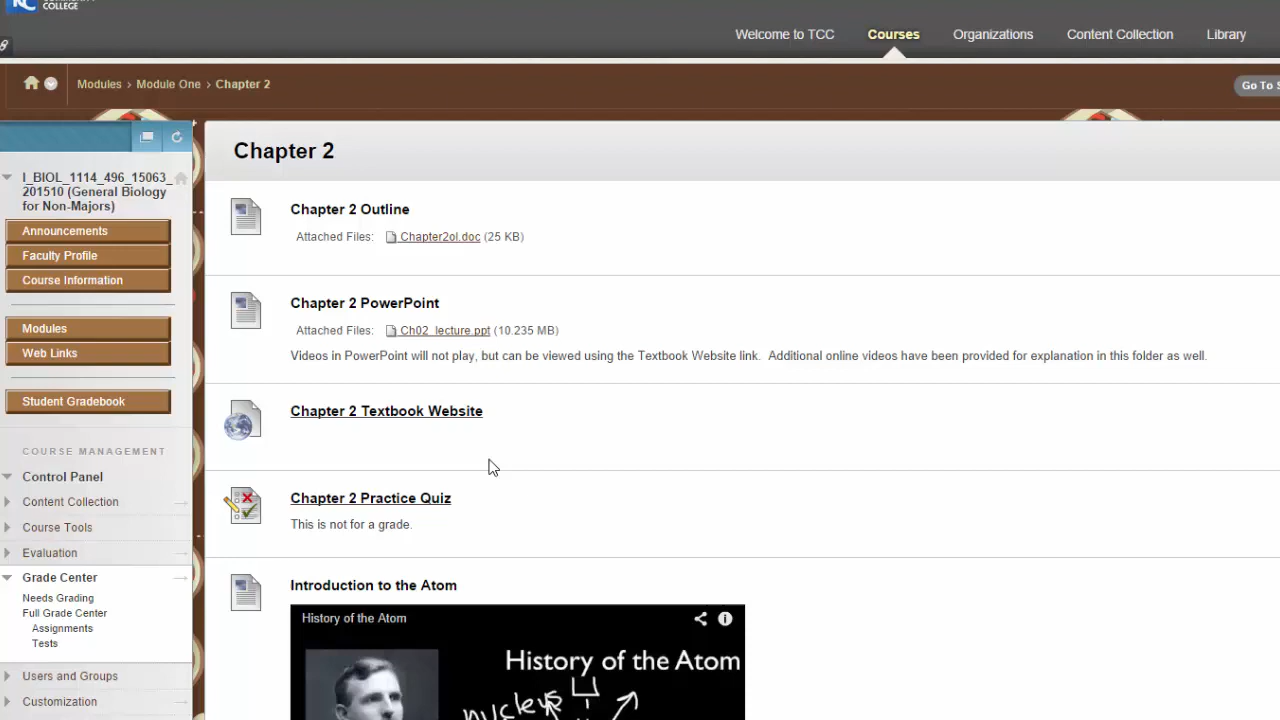 COLLEGE
Welcome to TCC
Courses
Organizations
Content Collection
Library
Modules > Module One > Chapter 2
Go To S
I_BIOL_1114_496_15063_
201510 (General Biology
for Non-Majors)
Announcements
Faculty Profile
Course Information
Modules
Web Links
Student Gradebook
COURSE MANAGEMENT
Control Panel
Content Collection
Course Tools
Evaluation
Grade Center
Needs Grading
Full Grade Center
Assignments
Tests
Users and Groups
Customization
Chapter 2
Chapter 2 Outline
Attached Files: Chapter2ol.doc (25 KB)
Chapter 2 PowerPoint
Attached Files: Ch02_lecture.ppt (10.235 MB)
Videos in PowerPoint will not play, but can be viewed using the Textbook Website link. Additional online videos have been provided for explanation in this folder as well.
Chapter 2 Textbook Website
Chapter 2 Practice Quiz
This is not for a grade.
Introduction to the Atom
History of the Atom
History of the Atom
nucleus